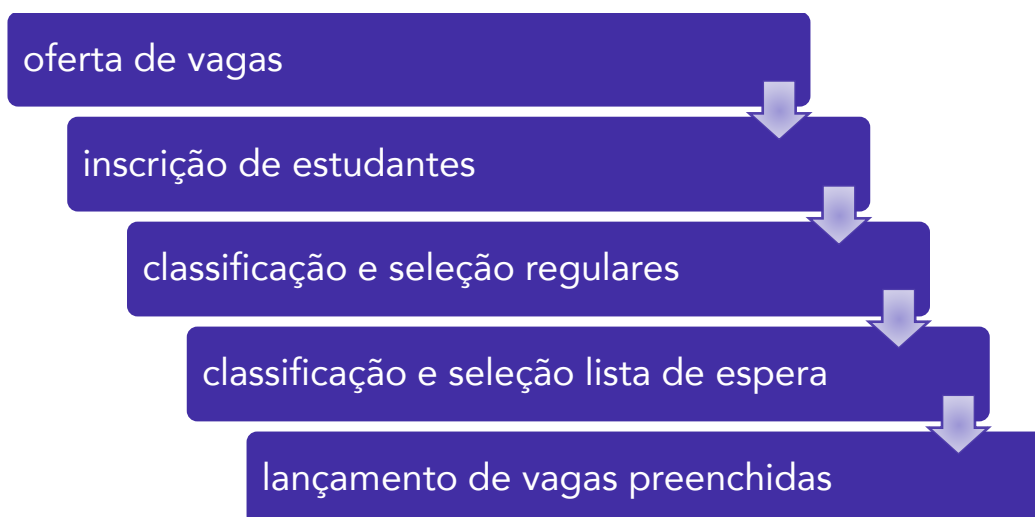 oferta de vagas
inscrição de estudantes
classificação e seleção regulares
classificação e seleção lista de espera
lançamento de vagas preenchidas